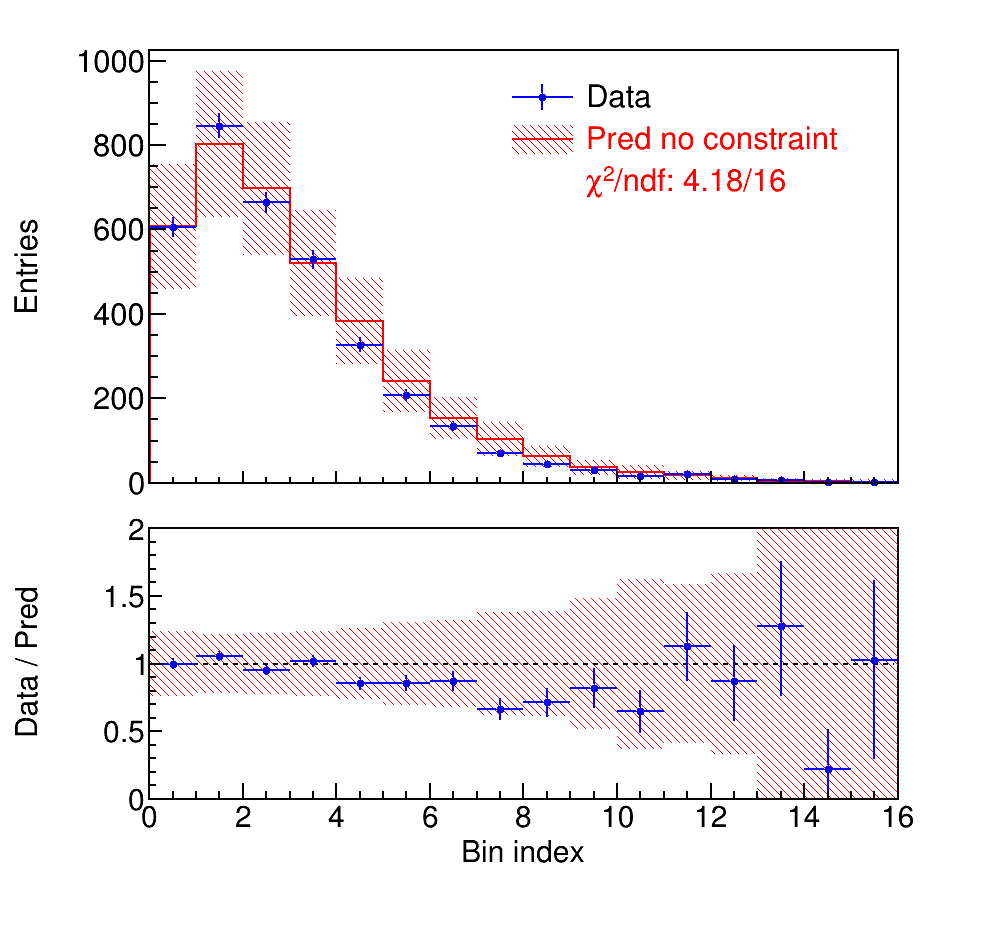 1000
800
600
400
200
0
Entries
Data
Pred no constraint
χ²/ndf: 4.18/16
2
1.5
1
0.5
0
Data / Pred
0 2 4 6 8 10 12 14 16
Bin index